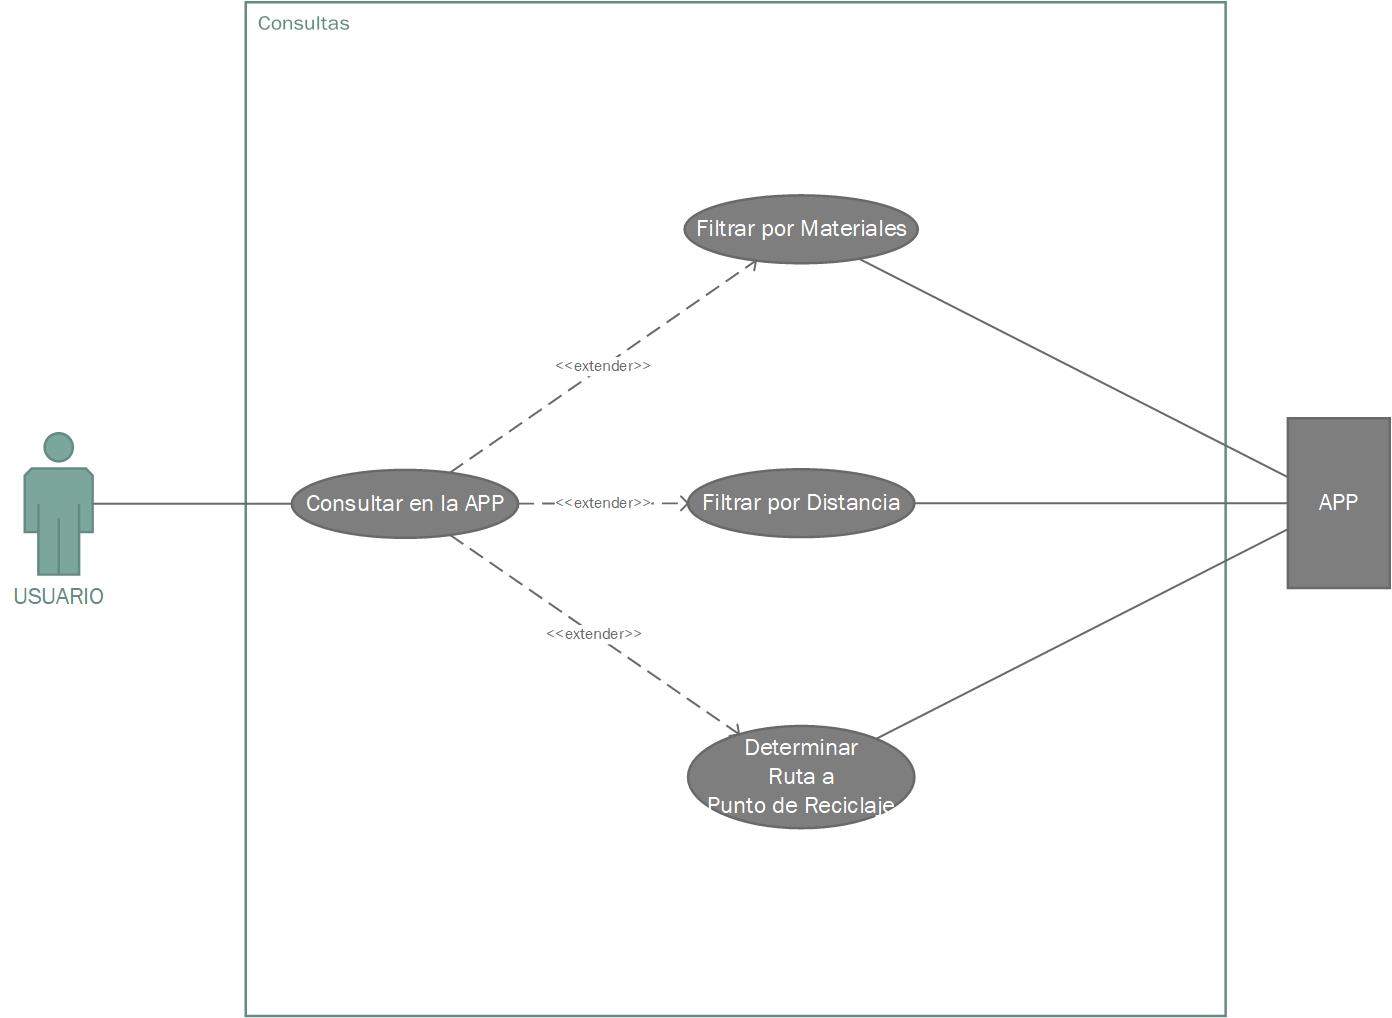 Consultas
Filtrar por Materiales
<<extender>>
Consultar en la APP
<<extender>>
Filtrar por Distancia
APP
USUARIO
<<extender>>
Determinar
Ruta a
Punto de Reciclaje